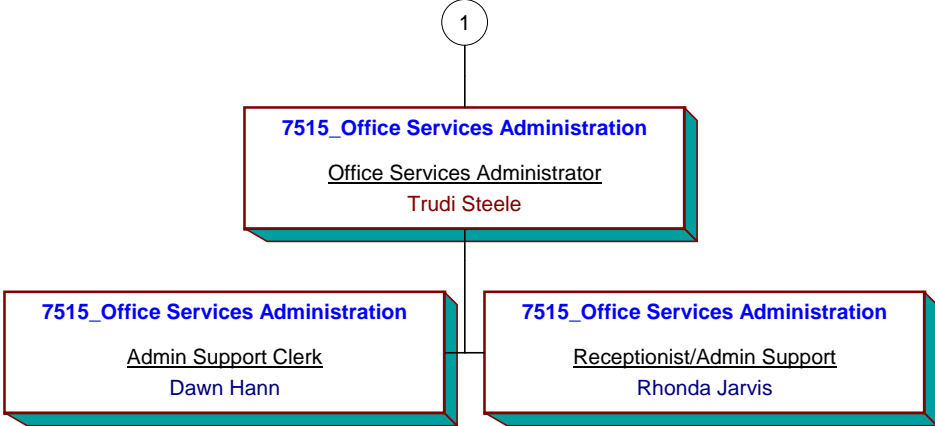 1
7515_Office Services Administration
Office Services Administrator
Trudi Steele
7515_Office Services Administration
Admin Support Clerk
Dawn Hann
7515_Office Services Administration
Receptionist/Admin Support
Rhonda Jarvis